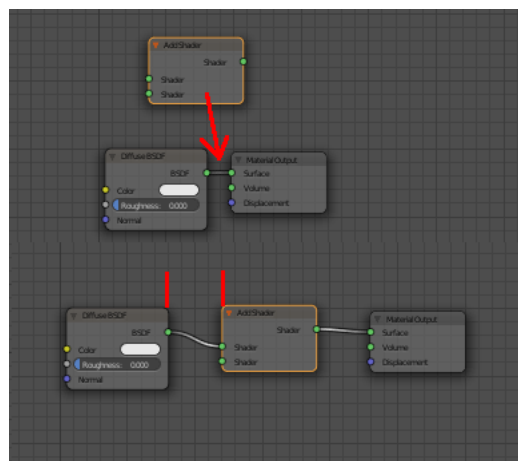 AddShader
Shader
Shader
Shader
Diffuse BSDF
BSDF
Color
Roughness: 0.000
Normal
Material Output
Surface
Volume
Displacement
Diffuse BSDF
BSDF
Color
Roughness: 0.000
Normal
AddShader
Shader
Shader
Shader
Material Output
Surface
Volume
Displacement